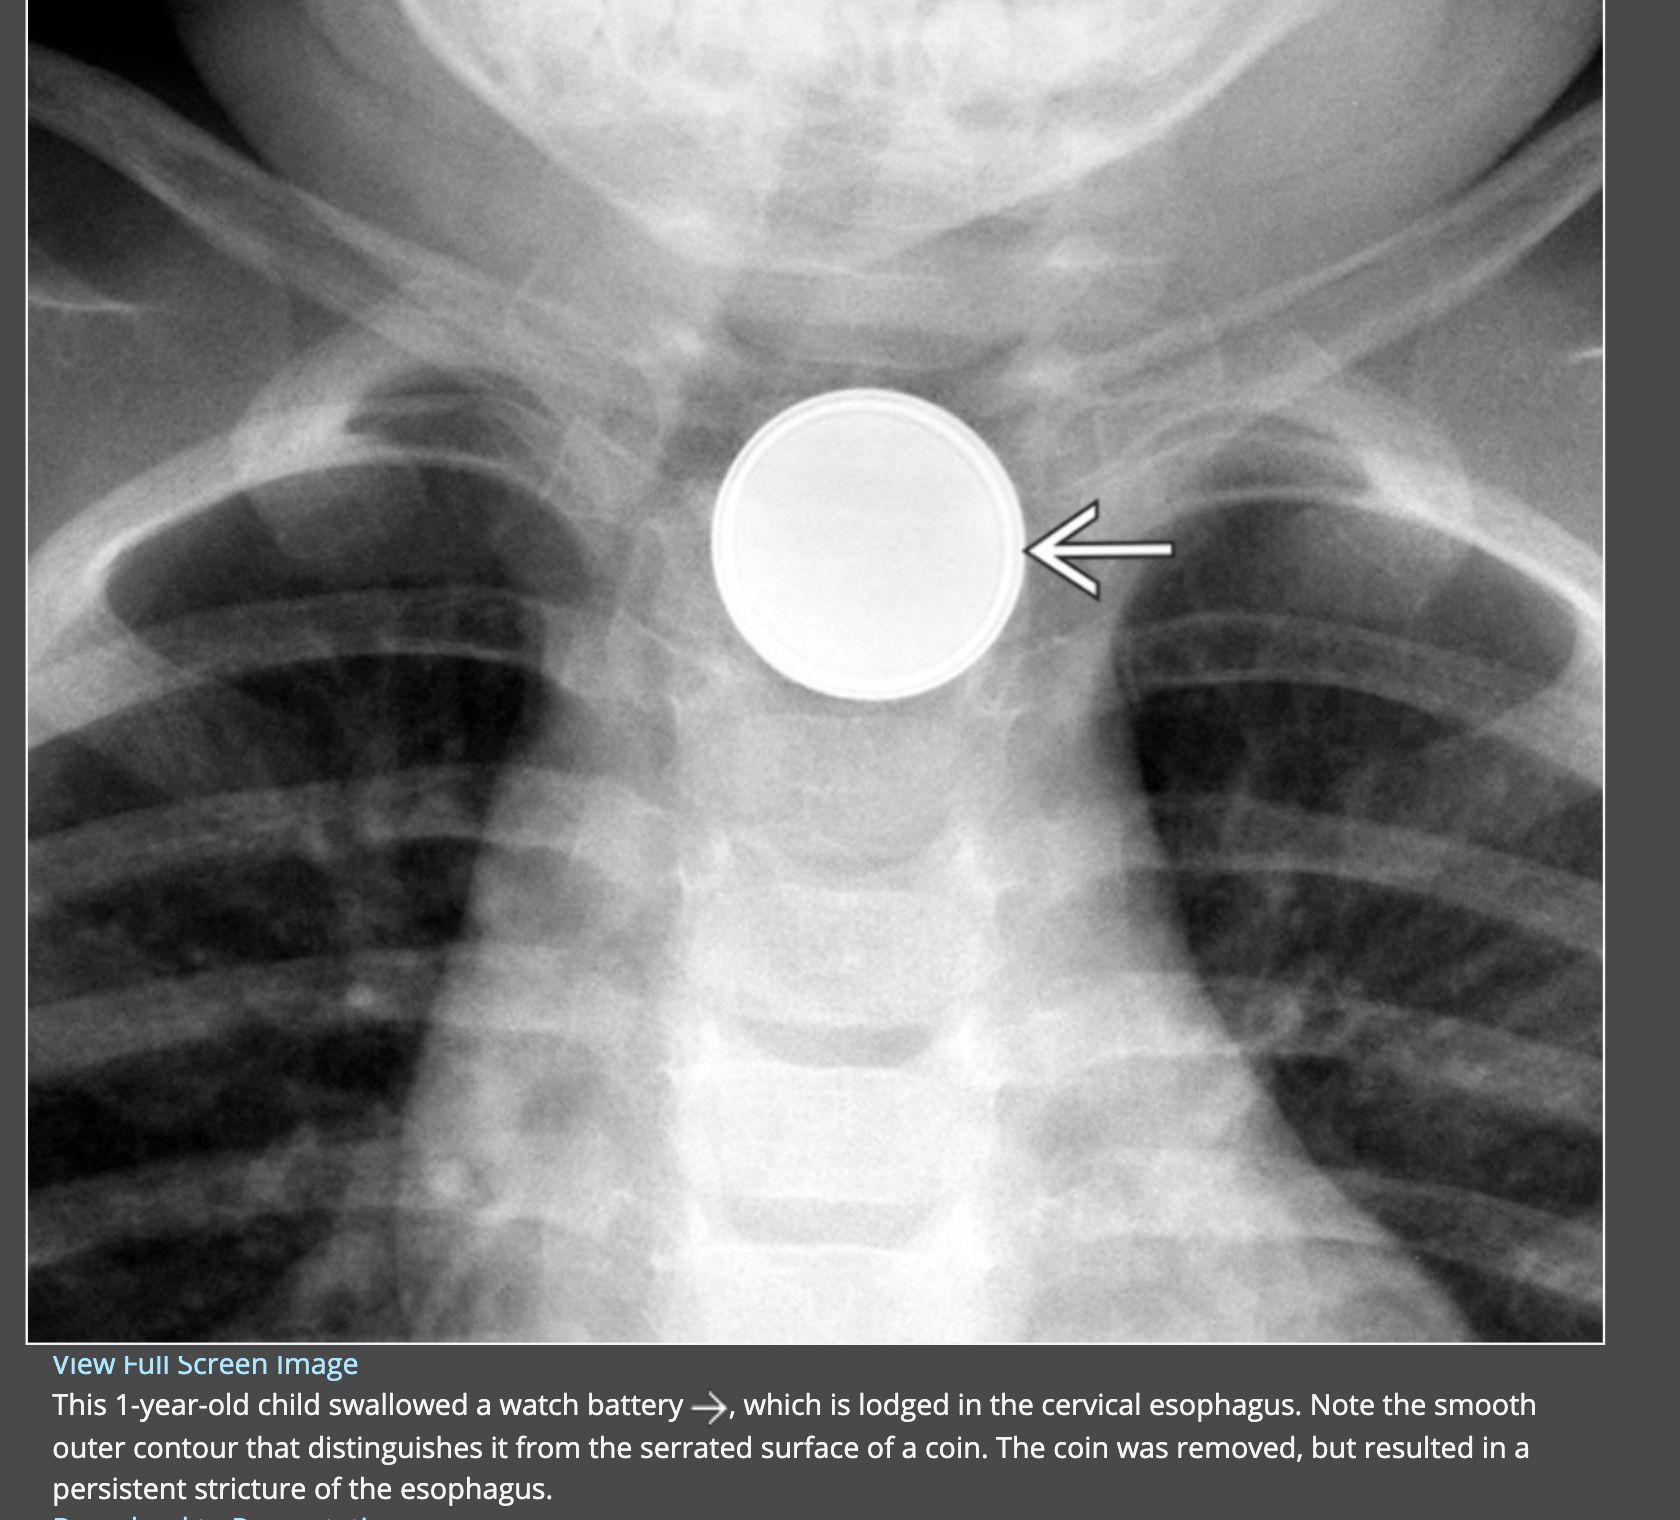 View Full Screen Image
This 1-year-old child swallowed a watch battery →, which is lodged in the cervical esophagus. Note the smooth
outer contour that distinguishes it from the serrated surface of a coin. The coin was removed, but resulted in a
persistent stricture of the esophagus.